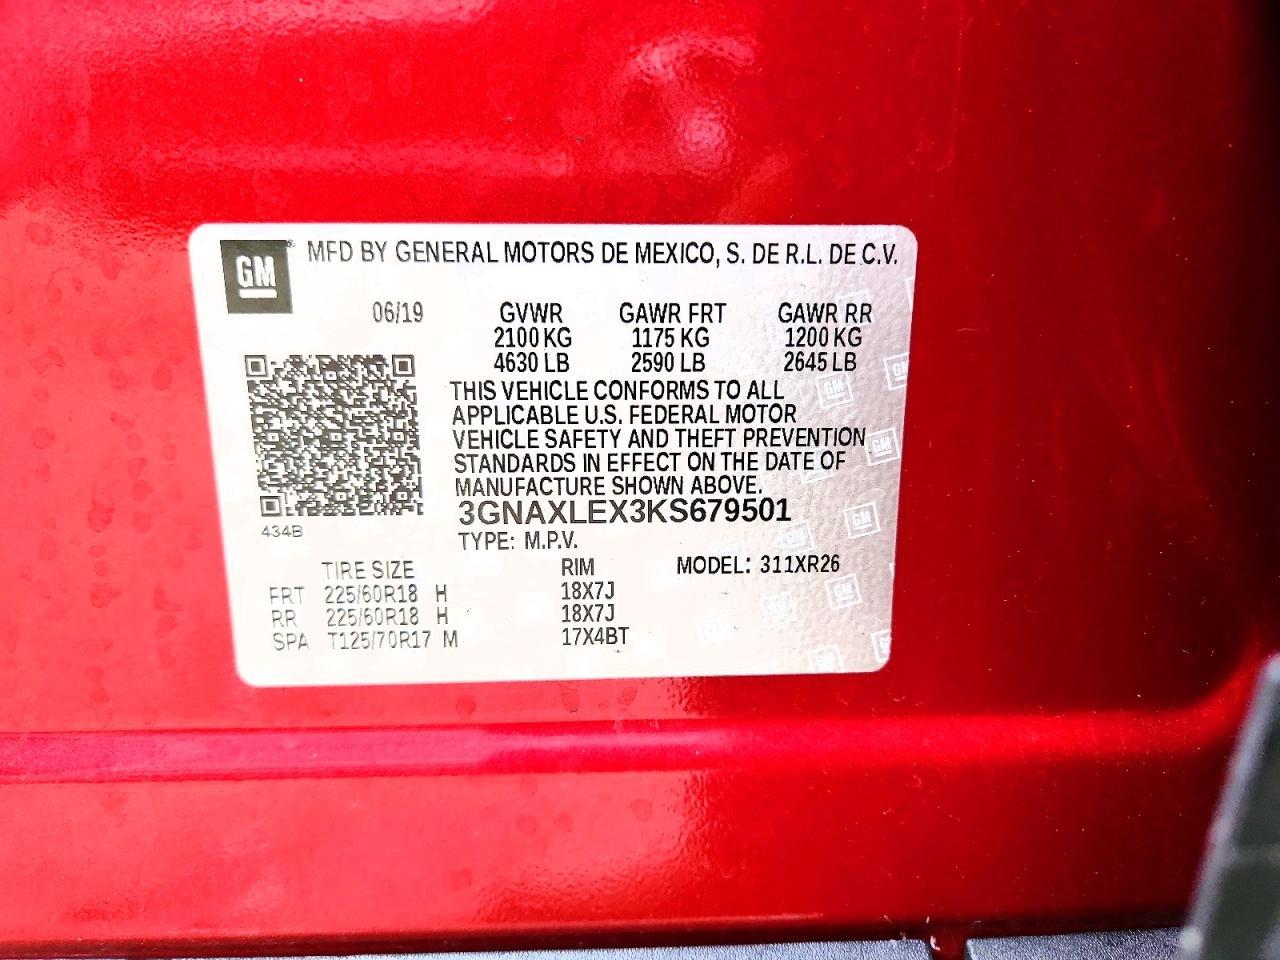 GM ® MFD BY GENERAL MOTORS DE MEXICO, S. DE R.L. DE C.V.
06/19 GVWR GAWR FRT GAWR RR
2100 KG 1175 KG 1200 KG
4630 LB 2590 LB 2645 LB
THIS VEHICLE CONFORMS TO ALL
APPLICABLE U.S. FEDERAL MOTOR
VEHICLE SAFETY AND THEFT PREVENTION
STANDARDS IN EFFECT ON THE DATE OF
MANUFACTURE SHOWN ABOVE.
3GNAXLEX3KS679501
434B
TYPE: M.P.V.
TIRE SIZE RIM MODEL: 311XR26
FRT 225/60R18 H 18X7J
RR 225/60R18 H 18X7J
SPA T125/70R17 M 17X4BT